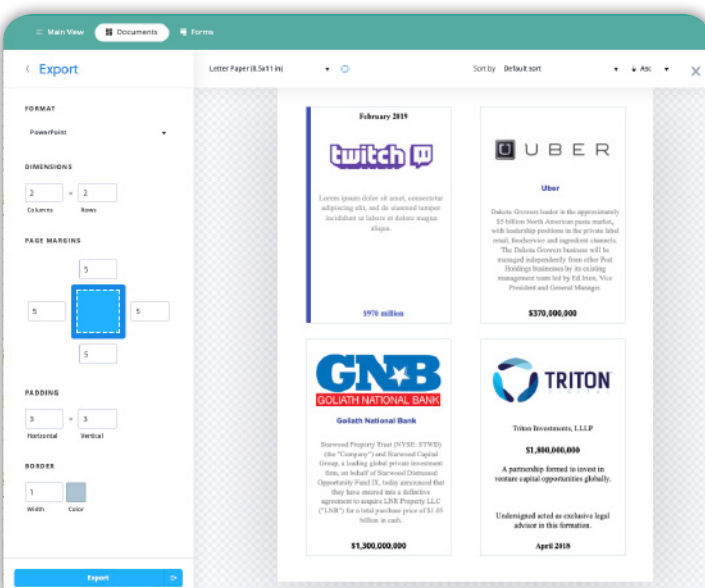 Main View
Documents
Forms
Export
Letter Paper (8.5x11 in)
Sort by
Default sort
Asc
FORMAT
PowerPoint
DIMENSIONS
2 × 2
Columns Rows
PAGE MARGINS
5
5 5
5
PADDING
3 × 3
Horizontal Vertical
BORDER
1
Width Color
Export
February 2019
twitch
Lorem ipsum dolor sit amet, consectetur
adipiscing elit, sed do eiusmod tempor
incididunt ut labore et dolore magna
aliqua.
$970 million
UBER
Uber
Dakota Growers leader in the approximately
$5 billion North American pasta market,
with leadership positions in the private label
retail, foodservice and ingredient channels.
The Dakota Growers business will be
managed independently from other Post
Holdings businesses by its existing
management team led by Ed Irion, Vice
President and General Manager.
$370,000,000
GNB
GOLIATH NATIONAL BANK
Goliath National Bank
Starwood Property Trust (NYSE: STWD)
(the "Company") and Starwood Capital
Group, a leading global private investment
firm, on behalf of Starwood Distressed
Opportunity Fund IX, today announced that
they have entered into a definitive
agreement to acquire LNR Property LLC
("LNR") for a total purchase price of $1.05
billion in cash.
$1,300,000,000
TRITON
Digital
Triton Investments, L.L.L.P
$1,800,000,000
A partnership formed to invest in
venture capital opportunities globally.
Undersigned acted as exclusive legal
advisor in this formation.
April 2018